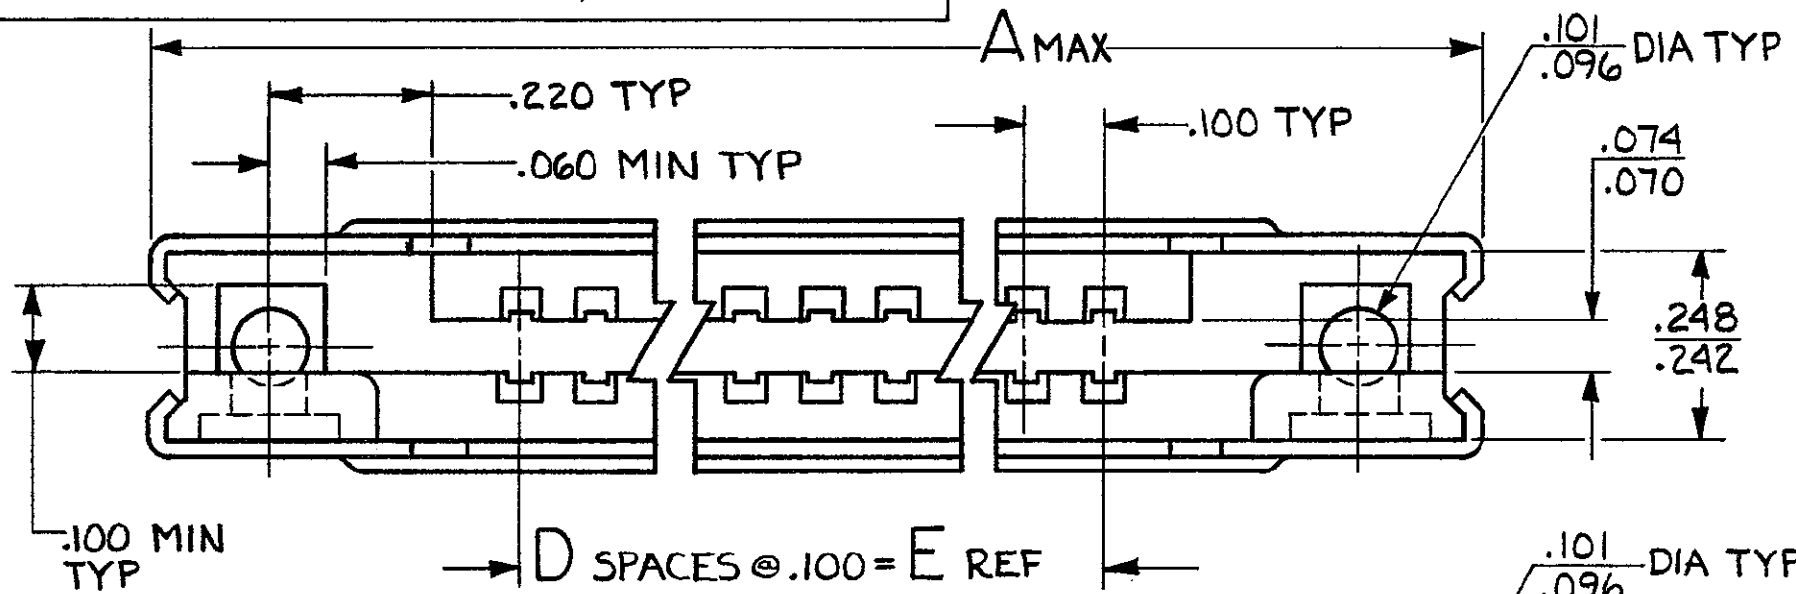 A MAX
.101
.096 DIA TYP
.220 TYP
.100 TYP
.060 MIN TYP
.074
.070
.248
.242
.100 MIN
TYP
D SPACES @ .100 = E REF
.101
.096 DIA TYP